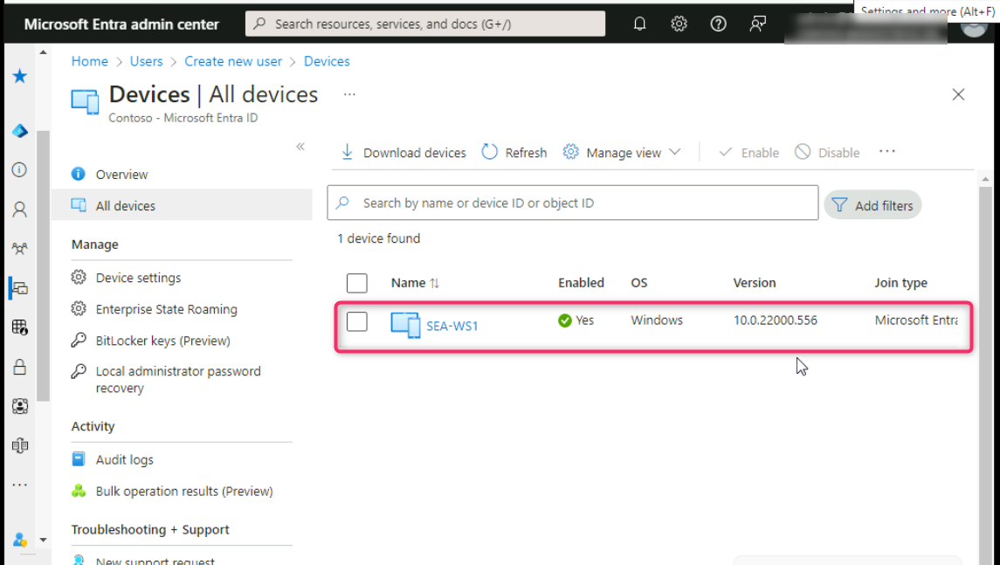 Settings and more (Alt+F)
Microsoft Entra admin center
Search resources, services, and docs (G+/)
Home > Users > Create new user > Devices
Devices | All devices ...
Contoso - Microsoft Entra ID
Download devices Refresh Manage view Enable Disable ...
Overview
All devices
Search by name or device ID or object ID
Add filters
1 device found
Manage
Device settings
Enterprise State Roaming
BitLocker keys (Preview)
Local administrator password
recovery
Name Enabled OS Version Join type
SEA-WS1 Yes Windows 10.0.22000.556 Microsoft Entra
Activity
Audit logs
Bulk operation results (Preview)
Troubleshooting + Support
New support request